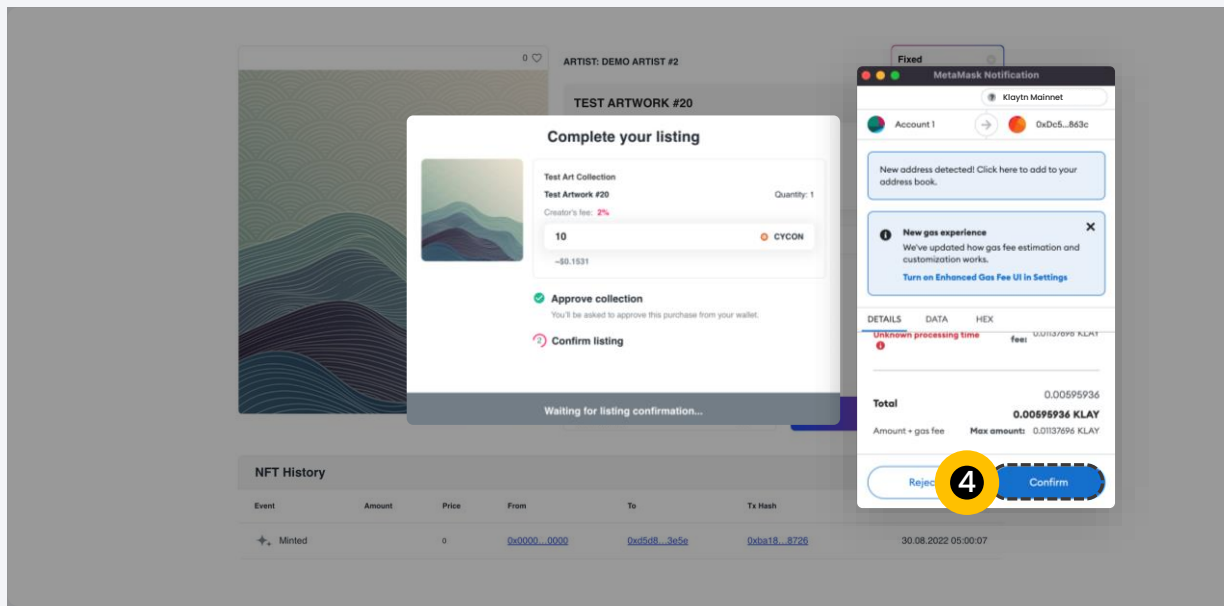 0
ARTIST: DEMO ARTIST #2
Fixed
TEST ARTWORK #20
Complete your listing
Test Art Collection
Test Artwork #20
Quantity: 1
Creator's fee: 2%
10
CYCON
~$0.1531
Approve collection
You'll be asked to approve this purchase from your wallet.
2
Confirm listing
Waiting for listing confirmation...
MetaMask Notification
Klaytn Mainnet
Account 1
0xDc5...863c
New address detected! Click here to add to your
address book.
New gas experience
We've updated how gas fee estimation and
customization works.
Turn on Enhanced Gas Fee UI in Settings
DETAILS DATA HEX
Unknown processing time
fee: 0.01137696 KLAY
0.00595936
Total
0.00595936 KLAY
Amount + gas fee
Max amount: 0.01137696 KLAY
Rejec
4
Confirm
NFT History
Event Amount Price From To Tx Hash
Minted 0 0x0000...0000 0xd5d8...3e5e 0xba18...8726 30.08.2022 05:00:07